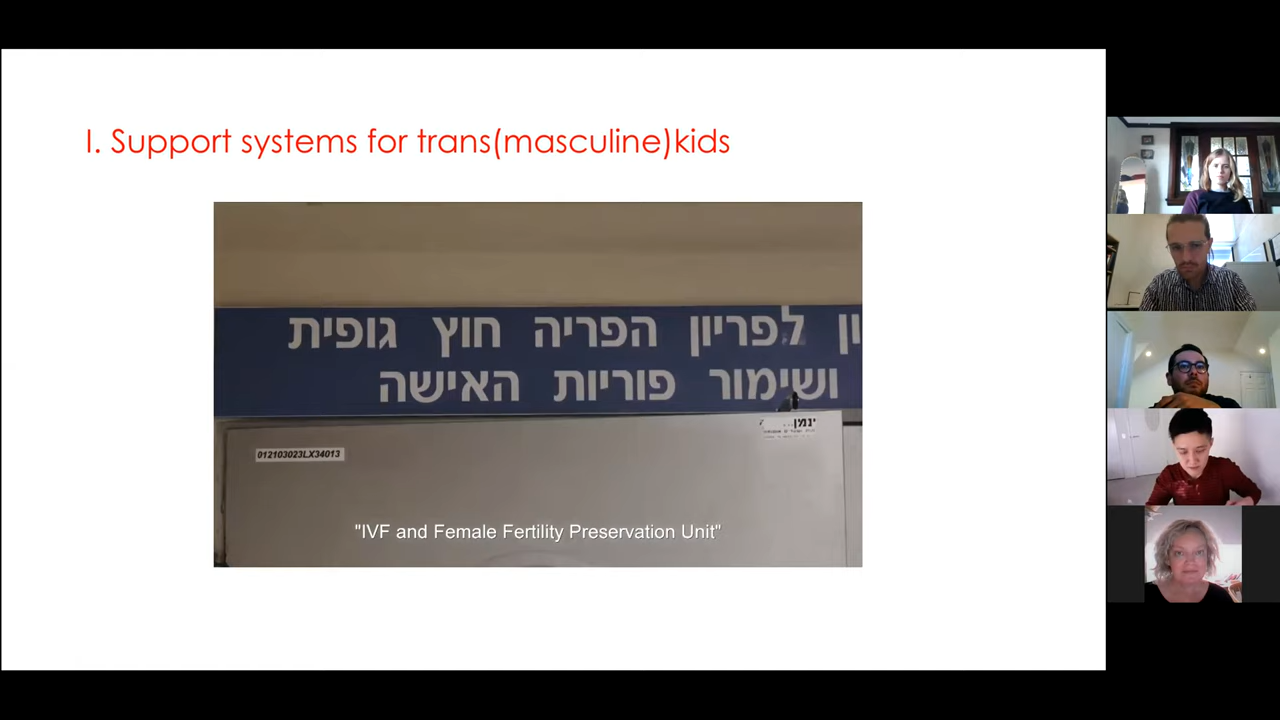 I. Support systems for trans(masculine)kids
ון לפריון הפריה חוץ גופית
ושימור פוריות האישה
012103023LX34013
"IVF and Female Fertility Preservation Unit"